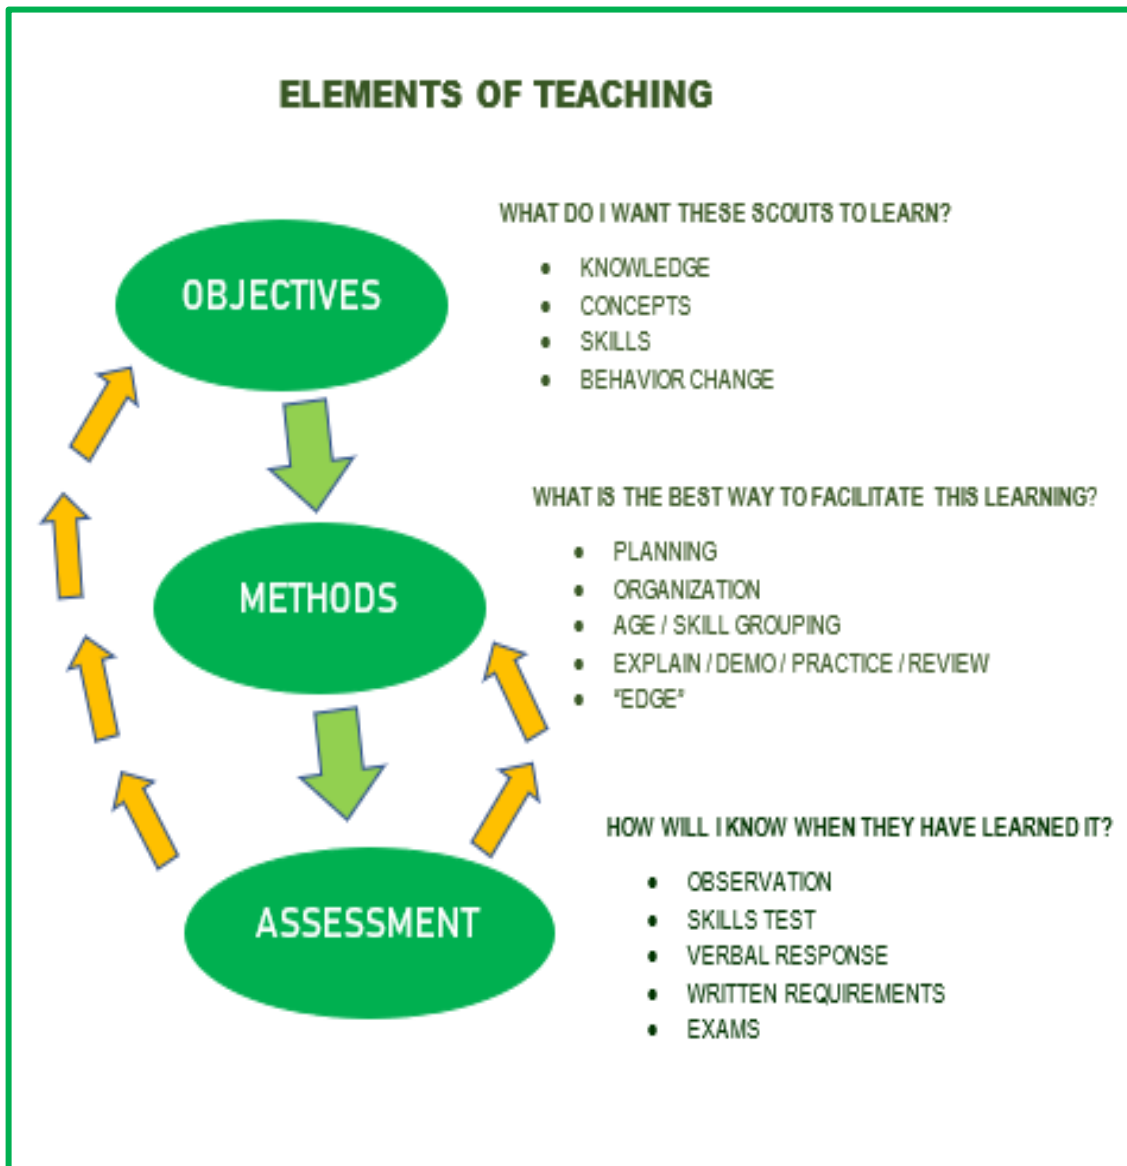 ELEMENTS OF TEACHING
WHAT DO I WANT THESE SCOUTS TO LEARN?
OBJECTIVES
• KNOWLEDGE
• CONCEPTS
• SKILLS
• BEHAVIOR CHANGE
WHAT IS THE BEST WAY TO FACILITATE THIS LEARNING?
METHODS
• PLANNING
• ORGANIZATION
• AGE / SKILL GROUPING
• EXPLAIN / DEMO / PRACTICE / REVIEW
• "EDGE"
HOW WILL I KNOW WHEN THEY HAVE LEARNED IT?
ASSESSMENT
• OBSERVATION
• SKILLS TEST
• VERBAL RESPONSE
• WRITTEN REQUIREMENTS
• EXAMS